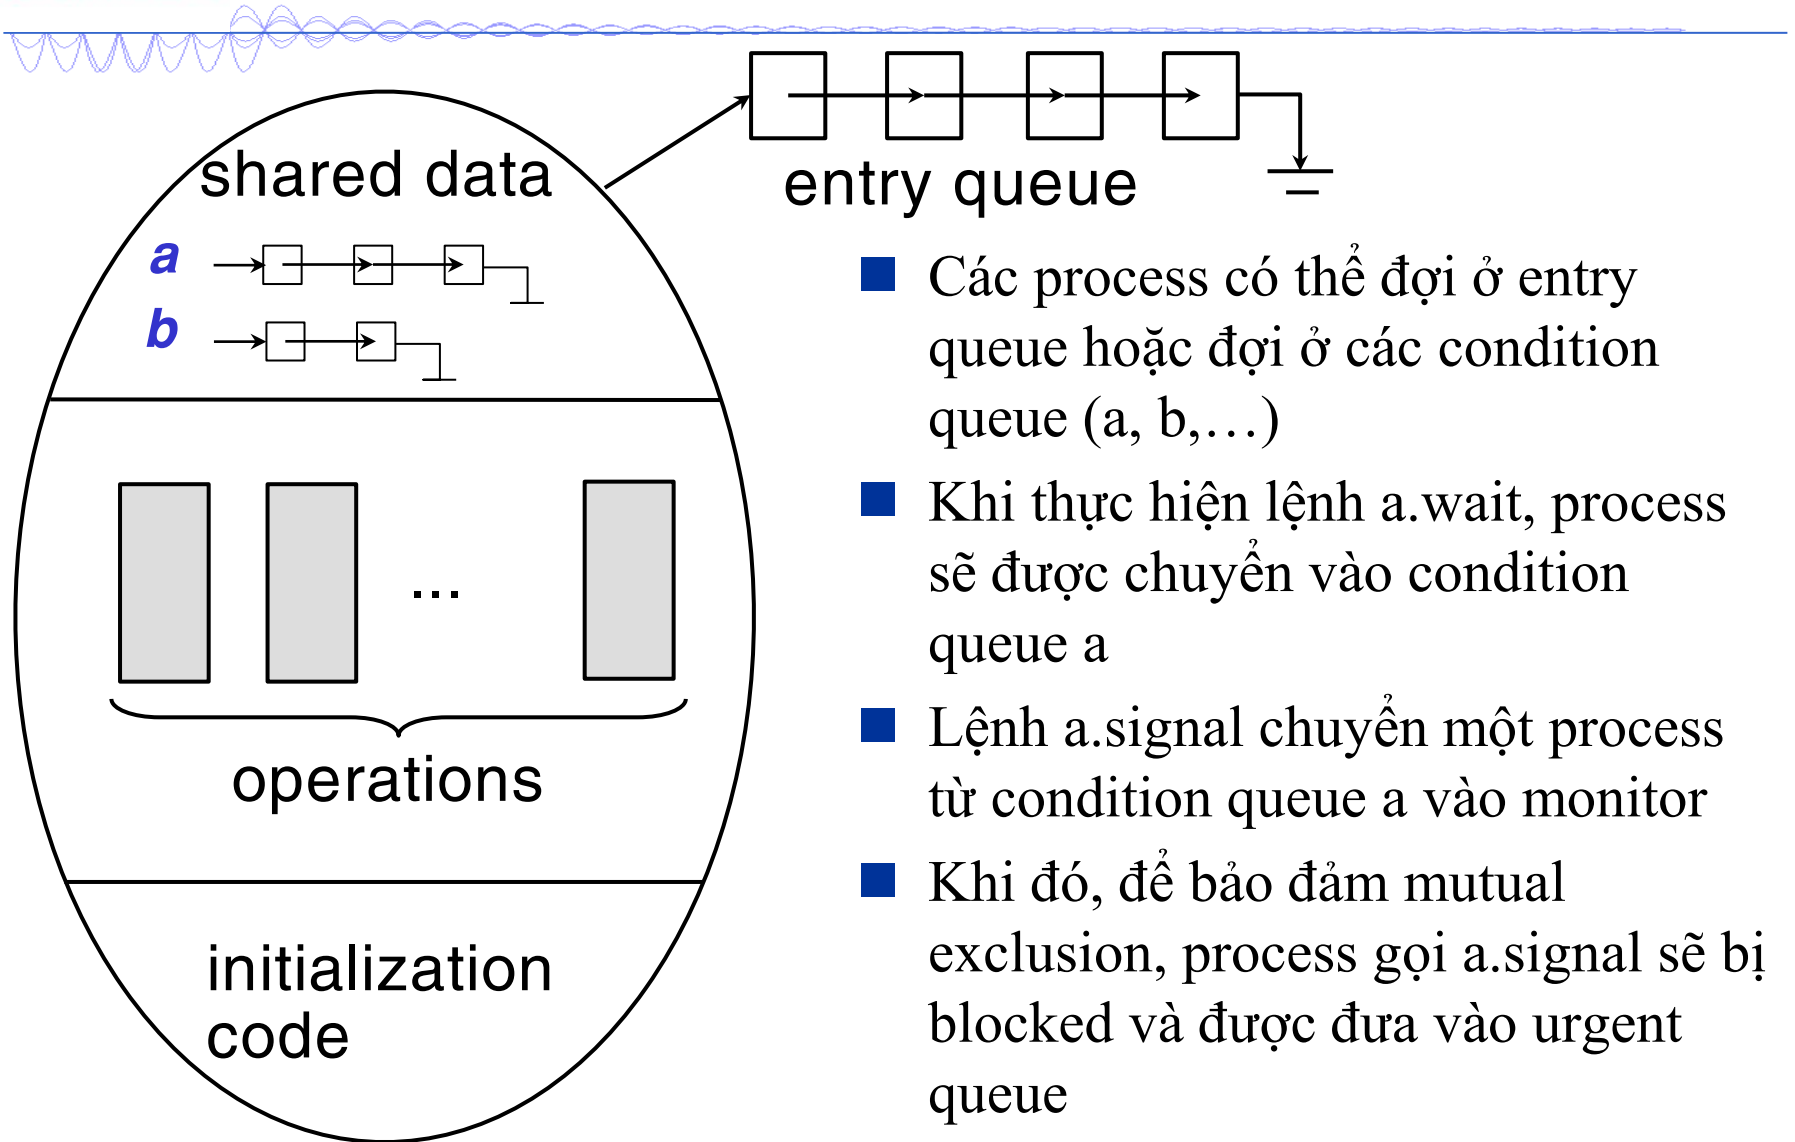 shared data
a
b
...
operations
initialization
code
entry queue
Các process có thể đợi ở entry
queue hoặc đợi ở các condition
queue (a, b,…)
Khi thực hiện lệnh a.wait, process
sẽ được chuyển vào condition
queue a
Lệnh a.signal chuyển một process
từ condition queue a vào monitor
Khi đó, để bảo đảm mutual
exclusion, process gọi a.signal sẽ bị
blocked và được đưa vào urgent
queue